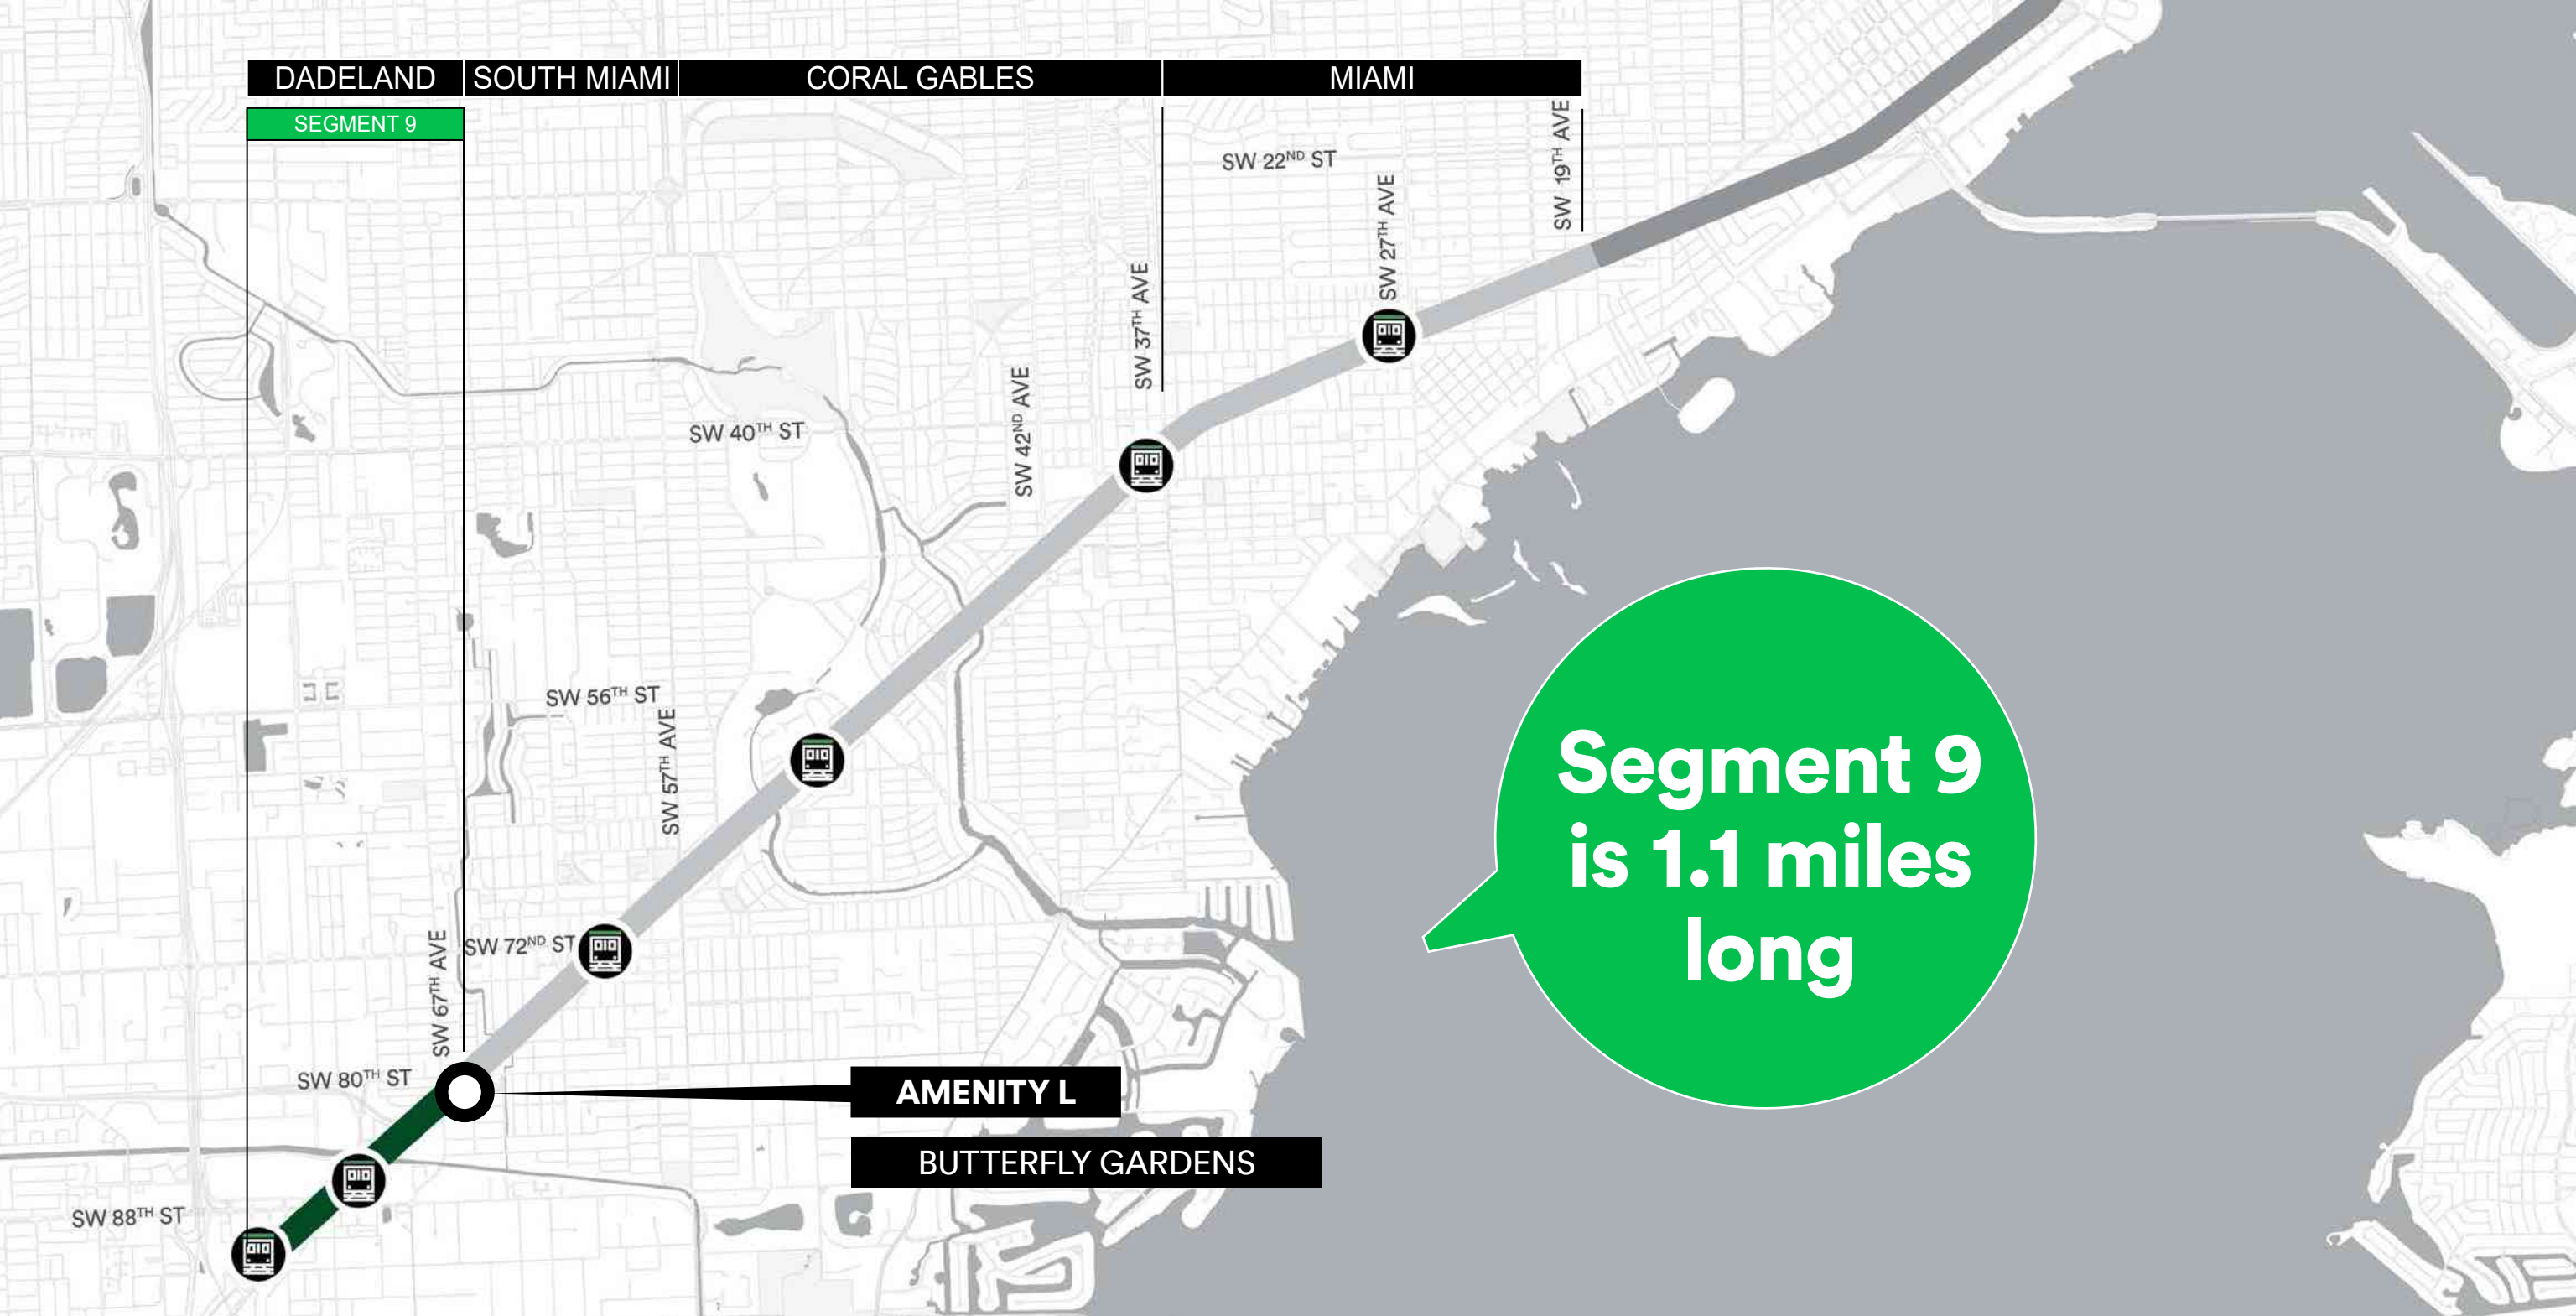 DADELAND
SOUTH MIAMI
CORAL GABLES
MIAMI
SEGMENT 9
SW 19TH AVE
SW 22ND ST
SW 27TH AVE
SW 37TH AVE
SW 42ND AVE
SW 40TH ST
SW 56TH ST
SW 57TH AVE
Segment 9
is 1.1 miles
long
SW 72ND ST
SW 67TH AVE
SW 80TH ST
AMENITY L
BUTTERFLY GARDENS
SW 88TH ST